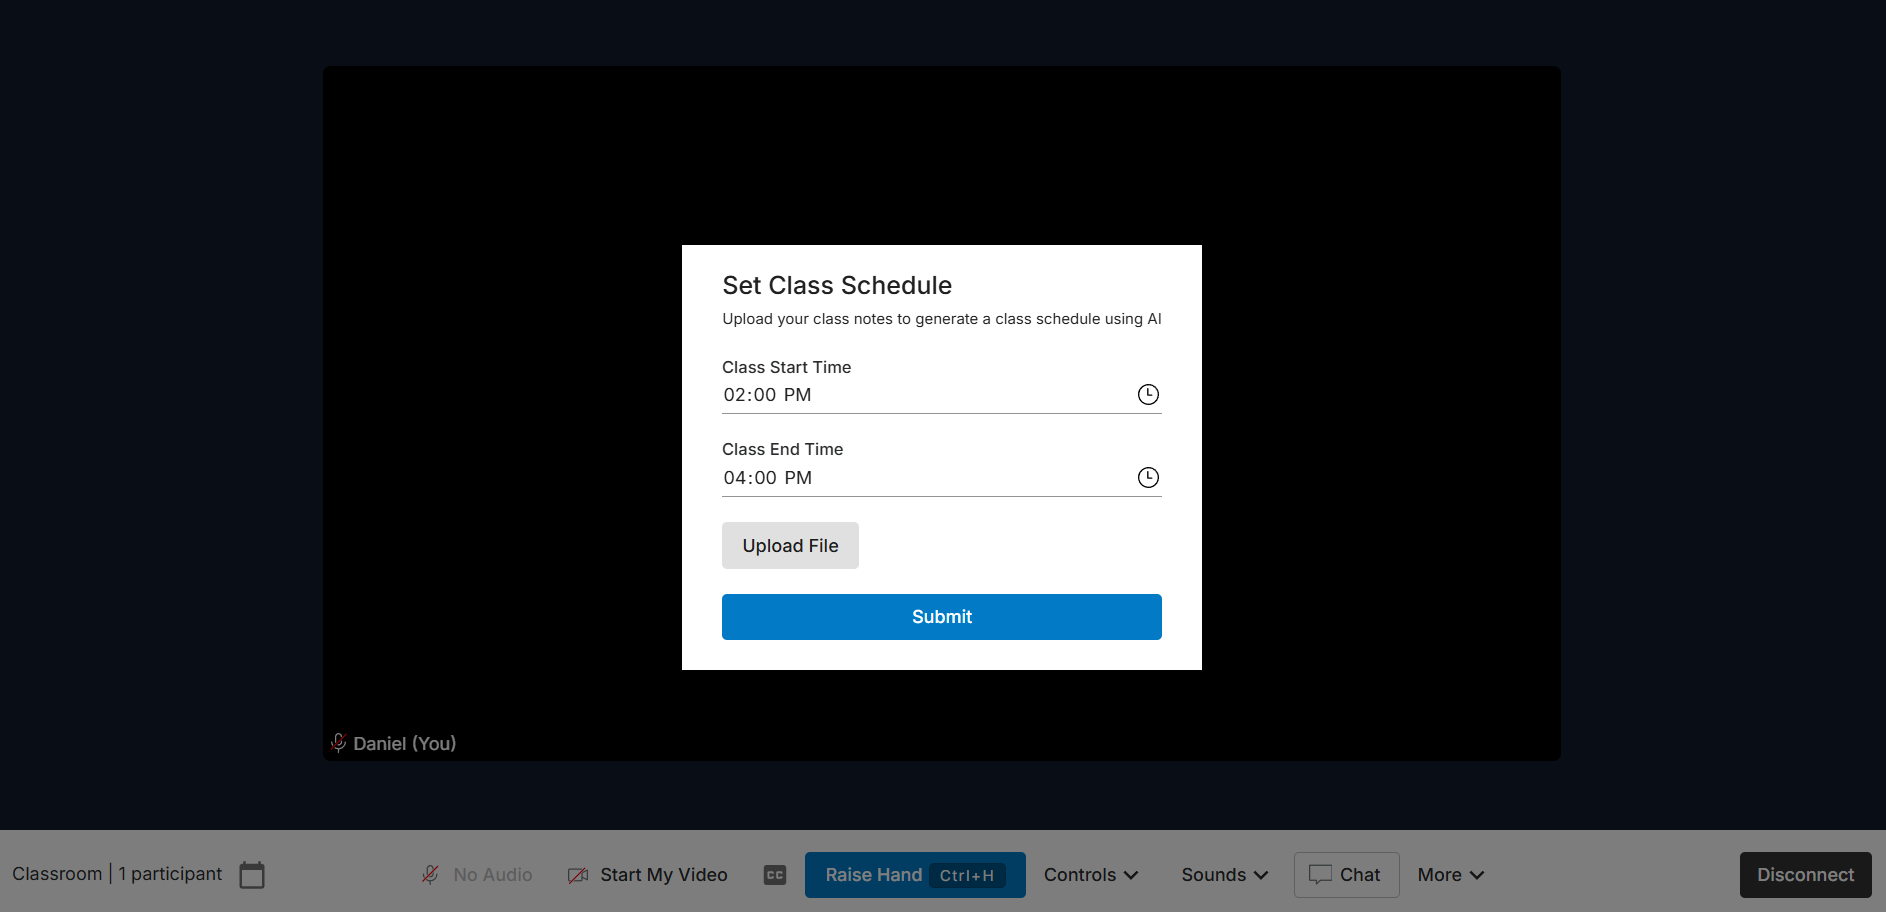 Set Class Schedule
Upload your class notes to generate a class schedule using AI
Class Start Time
02:00 PM
Class End Time
04:00 PM
Upload File
Submit
Daniel (You)
Classroom | 1 participant
No Audio
Start My Video
CC
Raise Hand Ctrl+H
Controls
Sounds
Chat
More
Disconnect